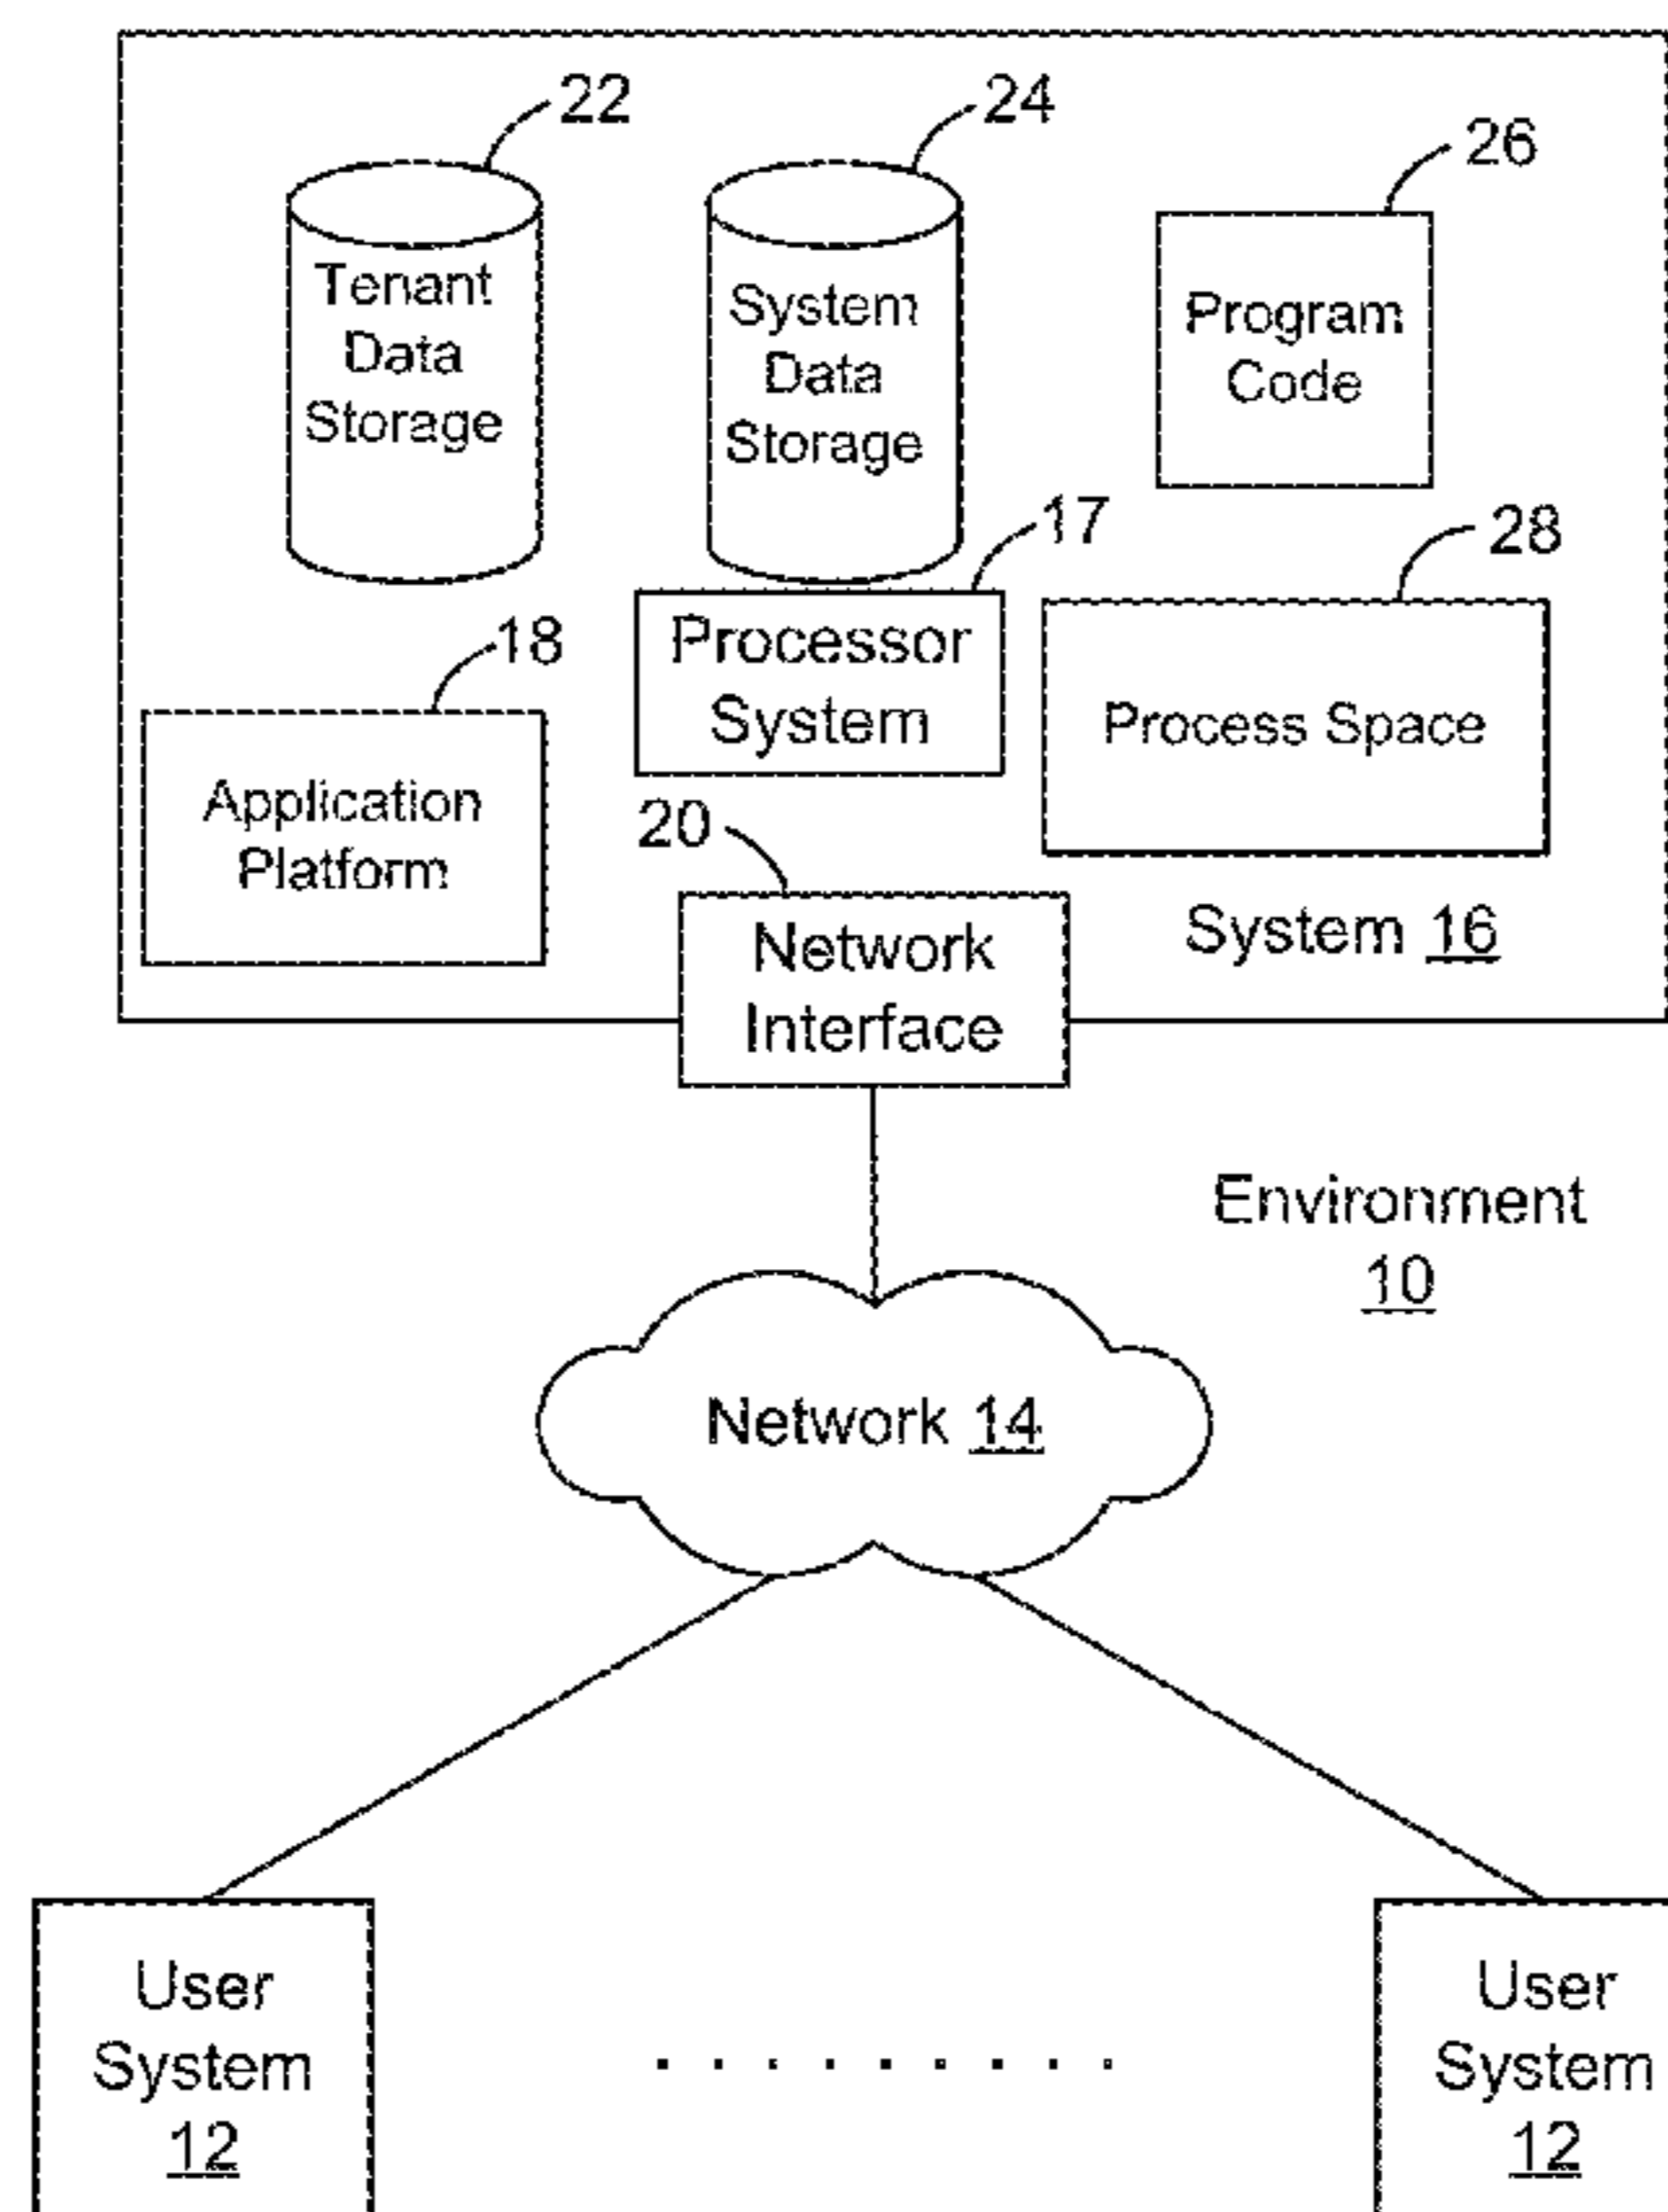 22
24
26
Tenant
Data
Storage
System
Data
Storage
Program
Code
17
28
18
Processor
System
Process Space
Application
Platform
20
Network
Interface
System 16
Environment
10
Network 14
User
System
12
. . . . . . . . .
User
System
12